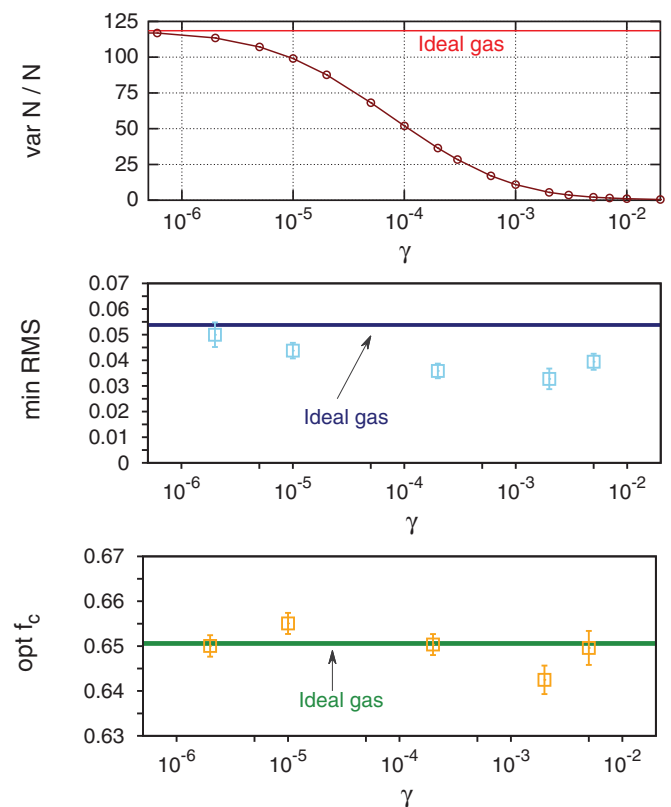 125
100
75
50
25
0
var N / N
Ideal gas
10⁻⁶ 10⁻⁵ 10⁻⁴ 10⁻³ 10⁻²
γ
0.07
0.06
0.05
0.04
0.03
0.02
0.01
0
min RMS
Ideal gas
10⁻⁶ 10⁻⁵ 10⁻⁴ 10⁻³ 10⁻²
γ
0.67
0.66
0.65
0.64
0.63
opt f_c
Ideal gas
10⁻⁶ 10⁻⁵ 10⁻⁴ 10⁻³ 10⁻²
γ